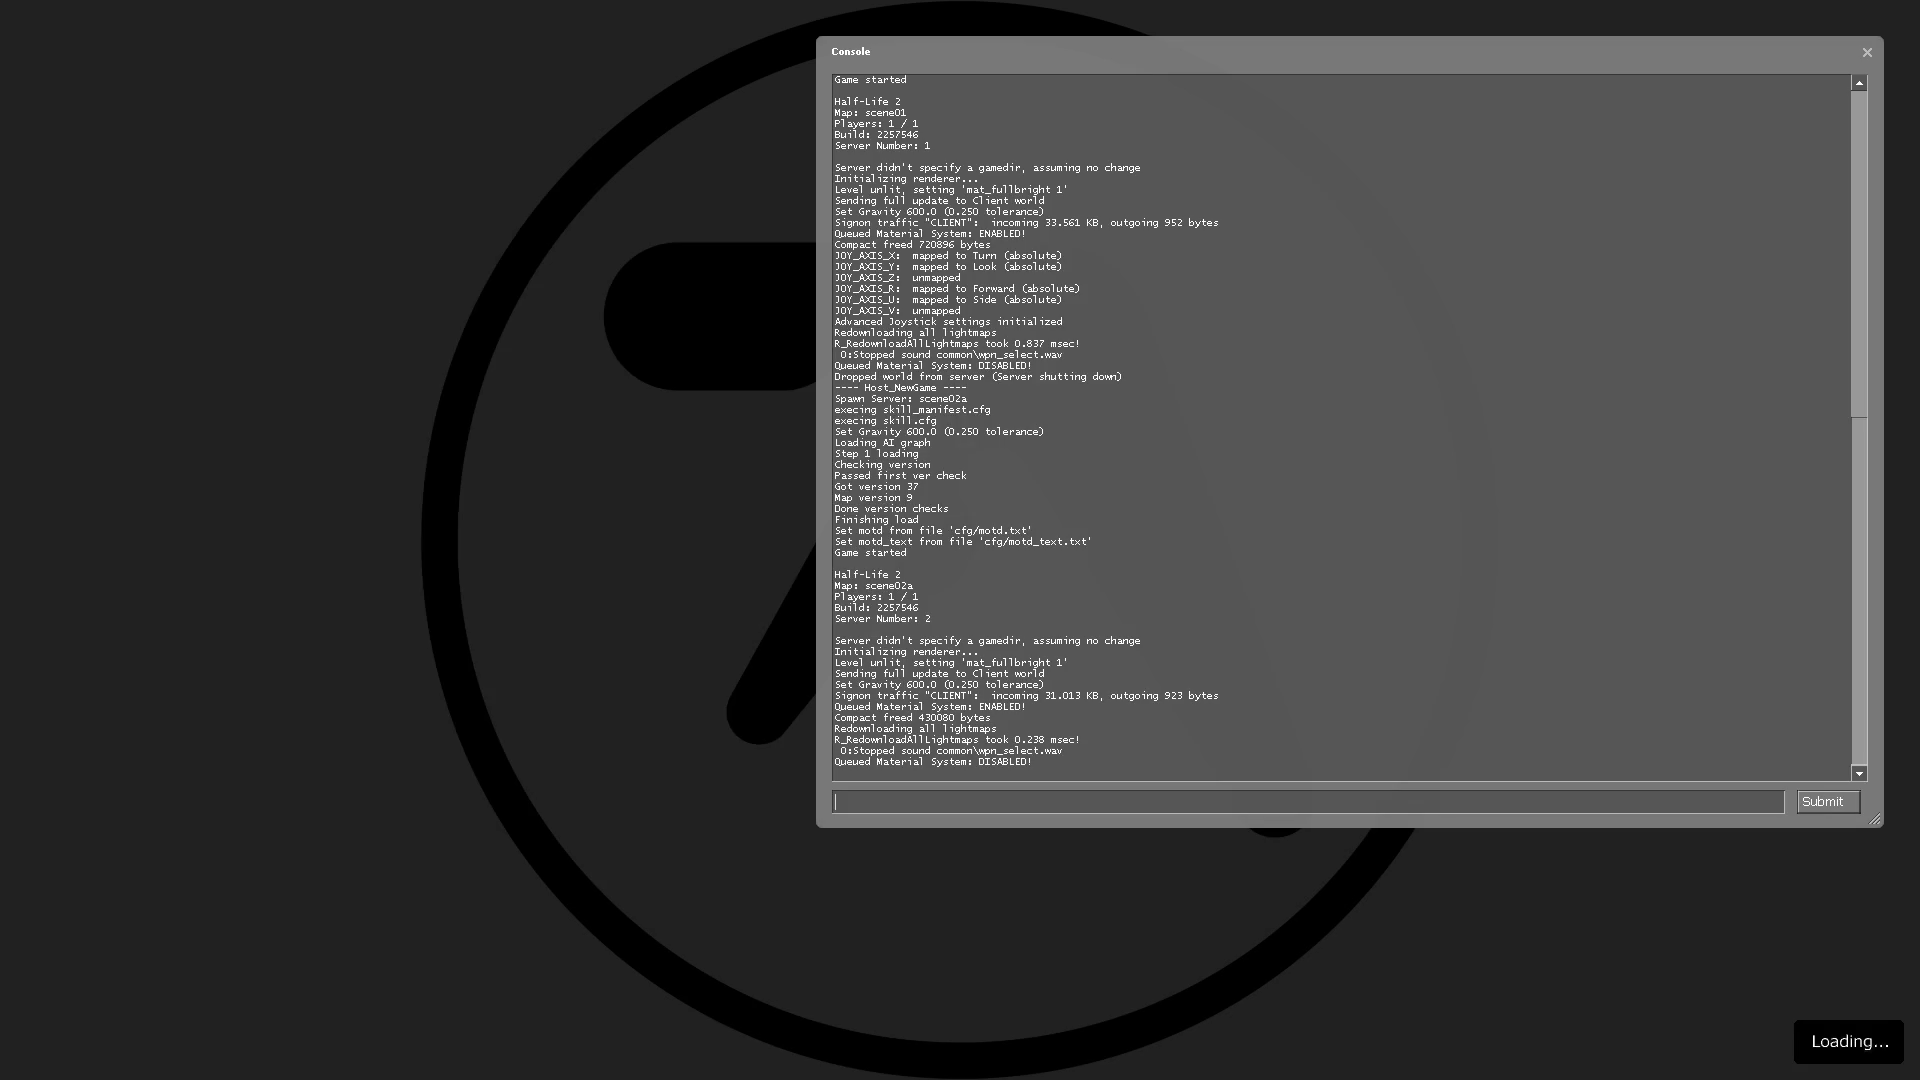 Console
Game started
Half-Life 2
Map: scene01
Players: 1 / 1
Build: 2257546
Server Number: 1
Server didn't specify a gamedir, assuming no change
Initializing renderer...
Level unlit, setting 'mat_fullbright 1'
Sending full update to Client world
Set Gravity 600.0 (0.250 tolerance)
Signon traffic "CLIENT":  incoming 33.561 KB, outgoing 952 bytes
Queued Material System: ENABLED!
Compact freed 720896 bytes
JOY_AXIS_X:  mapped to Turn (absolute)
JOY_AXIS_Y:  mapped to Look (absolute)
JOY_AXIS_Z:  unmapped
JOY_AXIS_R:  mapped to Forward (absolute)
JOY_AXIS_U:  mapped to Side (absolute)
JOY_AXIS_V:  unmapped
Advanced Joystick settings initialized
Redownloading all lightmaps
R_RedownloadAllLightmaps took 0.837 msec!
0:Stopped sound common\wpn_select.wav
Queued Material System: DISABLED!
Dropped world from server (Server shutting down)
---- Host_NewGame ----
Spawn Server: scene02a
execing skill_manifest.cfg
execing skill.cfg
Set Gravity 600.0 (0.250 tolerance)
Loading AI graph
Step 1 loading
Checking version
Passed first ver check
Got version 37
Map version 9
Done version checks
Finishing load
Set motd from file 'cfg/motd.txt'
Set motd_text from file 'cfg/motd_text.txt'
Game started
Half-Life 2
Map: scene02a
Players: 1 / 1
Build: 2257546
Server Number: 2
Server didn't specify a gamedir, assuming no change
Initializing renderer...
Level unlit, setting 'mat_fullbright 1'
Sending full update to Client world
Set Gravity 600.0 (0.250 tolerance)
Signon traffic "CLIENT":  incoming 31.013 KB, outgoing 923 bytes
Queued Material System: ENABLED!
Compact freed 430080 bytes
Redownloading all lightmaps
R_RedownloadAllLightmaps took 0.238 msec!
0:Stopped sound common\wpn_select.wav
Queued Material System: DISABLED!
Submit
Loading...